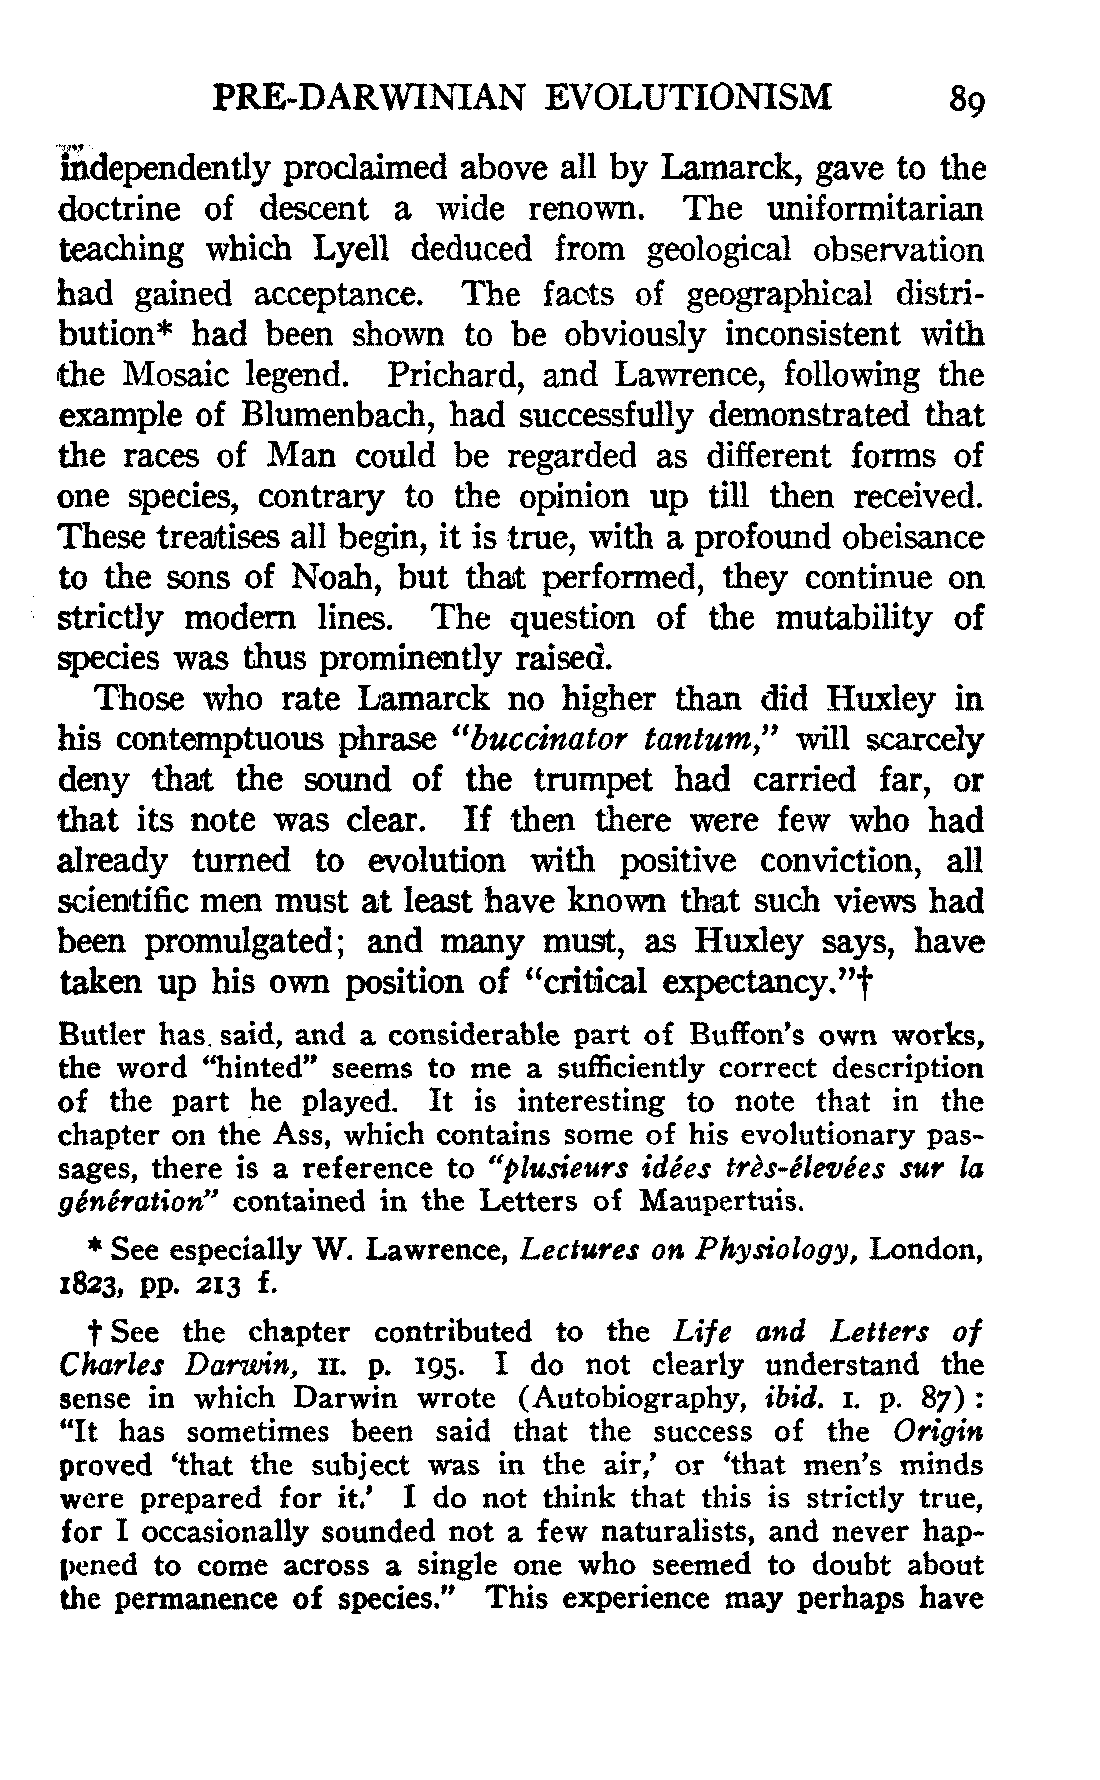 PRE-DARWINIAN EVOLUTIONISM 89
independently proclaimed above all by Lamarck, gave to the
doctrine of descent a wide renown. The uniformitarian
teaching which Lyell deduced from geological observation
had gained acceptance. The facts of geographical distri-
bution* had been shown to be obviously inconsistent with
the Mosaic legend. Prichard, and Lawrence, following the
example of Blumenbach, had successfully demonstrated that
the races of Man could be regarded as different forms of
one species, contrary to the opinion up till then received.
These treatises all begin, it is true, with a profound obeisance
to the sons of Noah, but that performed, they continue on
strictly modern lines. The question of the mutability of
species was thus prominently raised.
Those who rate Lamarck no higher than did Huxley in
his contemptuous phrase "buccinator tantum," will scarcely
deny that the sound of the trumpet had carried far, or
that its note was clear. If then there were few who had
already turned to evolution with positive conviction, all
scientific men must at least have known that such views had
been promulgated; and many must, as Huxley says, have
taken up his own position of "critical expectancy."†
Butler has said, and a considerable part of Buffon's own works,
the word "hinted" seems to me a sufficiently correct description
of the part he played. It is interesting to note that in the
chapter on the Ass, which contains some of his evolutionary pas-
sages, there is a reference to "plusieurs idées très-élevées sur la
génération" contained in the Letters of Maupertuis.
* See especially W. Lawrence, Lectures on Physiology, London,
1823, pp. 213 f.
† See the chapter contributed to the Life and Letters of
Charles Darwin, II. p. 195. I do not clearly understand the
sense in which Darwin wrote (Autobiography, ibid. I. p. 87) :
"It has sometimes been said that the success of the Origin
proved 'that the subject was in the air,' or 'that men's minds
were prepared for it.' I do not think that this is strictly true,
for I occasionally sounded not a few naturalists, and never hap-
pened to come across a single one who seemed to doubt about
the permanence of species." This experience may perhaps have